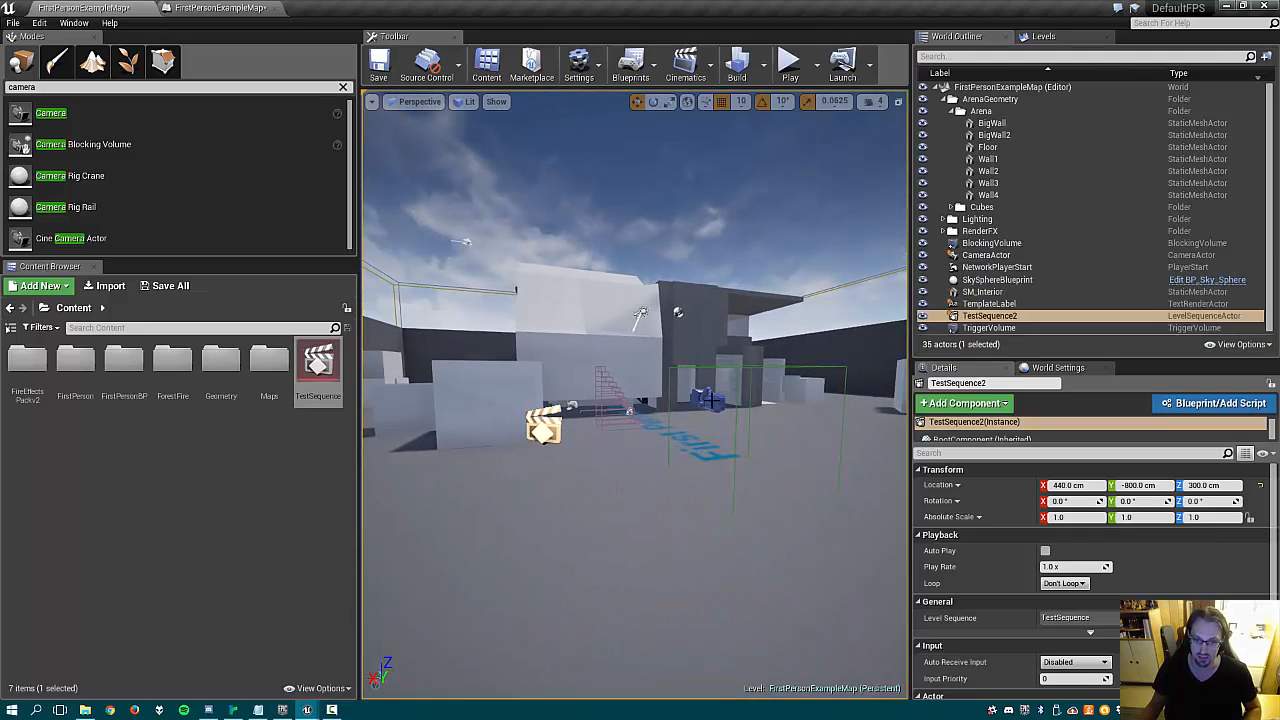 FirstPersonExampleMap*
FirstPersonExampleMap*
DefaultFPS
File Edit Window Help
Search For Help
Modes
Toolbar
World Outliner
Levels
camera
Save
Source Control
Content
Marketplace
Settings
Blueprints
Cinematics
Build
Play
Launch
Search...
Label
Type
Perspective
Lit
Show
10
10°
0.0625
4
FirstPersonExampleMap (Editor) World
ArenaGeometry Folder
Arena Folder
BigWall StaticMeshActor
BigWall2 StaticMeshActor
Floor StaticMeshActor
Wall1 StaticMeshActor
Wall2 StaticMeshActor
Wall3 StaticMeshActor
Wall4 StaticMeshActor
Cubes Folder
Lighting Folder
RenderFX Folder
BlockingVolume BlockingVolume
CameraActor CameraActor
NetworkPlayerStart PlayerStart
SkySphereBlueprint Edit BP_Sky_Sphere
SM_Interior StaticMeshActor
TemplateLabel TextRenderActor
TestSequence2 LevelSequenceActor
TriggerVolume TriggerVolume
35 actors (1 selected)
View Options
Camera
Camera Blocking Volume
Camera Rig Crane
Camera Rig Rail
Cine Camera Actor
Content Browser
Add New
Import
Save All
Content
Filters
Search Content
FireEffects
Packv2
FirstPerson
FirstPersonBP
ForestFire
Geometry
Maps
TestSequence
7 items (1 selected)
View Options
Z
X
Y
Level: FirstPersonExampleMap (Persistent)
Details
World Settings
TestSequence2
+ Add Component
Blueprint/Add Script
TestSequence2(Instance)
RootComponent (Inherited)
Search
Transform
Location X 440.0 cm Y -800.0 cm Z 300.0 cm
Rotation X 0.0 ° Y 0.0 ° Z 0.0 °
Absolute Scale X 1.0 Y 1.0 Z 1.0
Playback
Auto Play
Play Rate 1.0 x
Loop Don't Loop
General
Level Sequence TestSequence
Input
Auto Receive Input Disabled
Input Priority 0
Actor